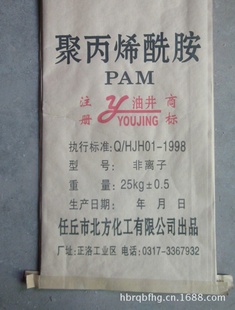 聚丙烯酰胺
PAM
注册 y 油井 商标
YOUJING
执行标准:Q/HJH01-1998
型号: 非离子
重量: 25kg±0.5
生产日期: 年 月 日
任丘市北方化工有限公司出品
厂址:正洛工业区 电话:0317-3367932
hbrqbfhg.cn.1688.com